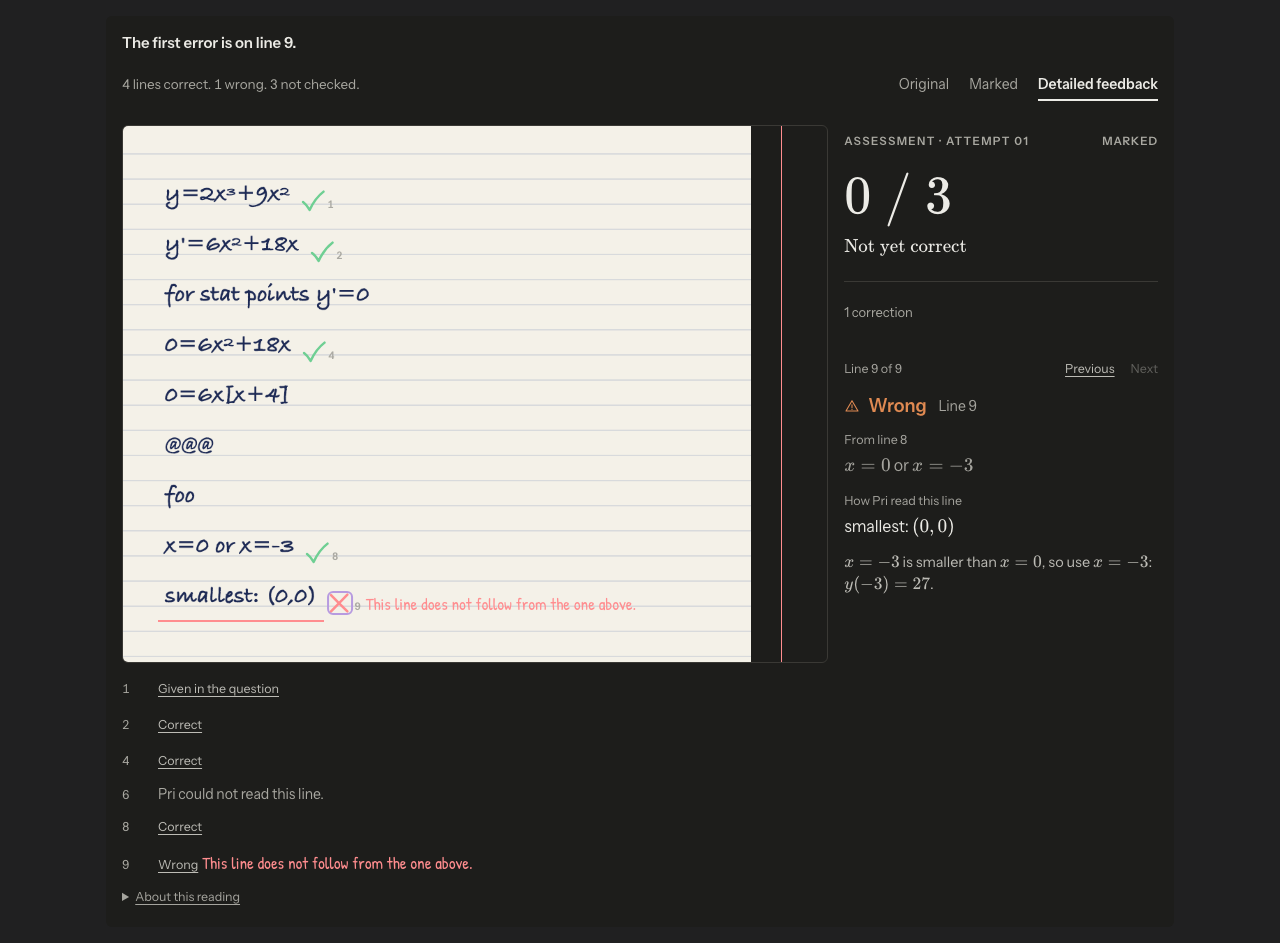 The first error is on line 9.
4 lines correct. 1 wrong. 3 not checked.
Original Marked Detailed feedback
y=2x³+9x² 1
y'=6x²+18x 2
for stat points y'=0
0=6x²+18x 4
0=6x[x+4]
@@@
foo
x=0 or x=-3 8
smallest: (0,0) 9 This line does not follow from the one above.
ASSESSMENT · ATTEMPT 01 MARKED
0 / 3
Not yet correct
1 correction
Line 9 of 9 Previous Next
Wrong Line 9
From line 8
x = 0 or x = −3
How Pri read this line
smallest: (0, 0)
x = −3 is smaller than x = 0, so use x = −3:
y(−3) = 27.
1 Given in the question
2 Correct
4 Correct
6 Pri could not read this line.
8 Correct
9 Wrong This line does not follow from the one above.
About this reading